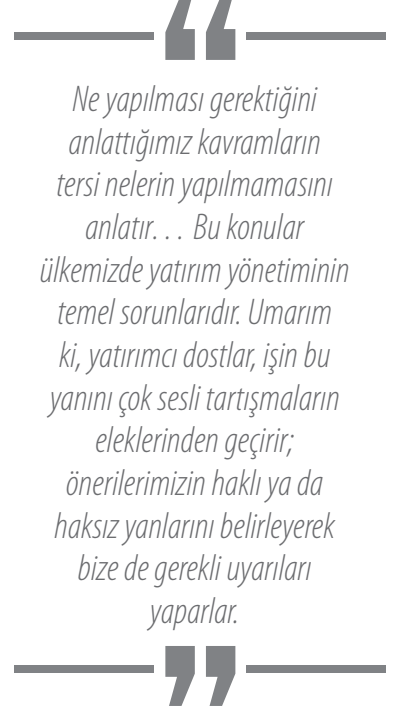 “
Ne yapılması gerektiğini
anlattığımız kavramların
tersi nelerin yapılmamasını
anlatır. . . Bu konular
ülkemizde yatırım yönetiminin
temel sorunlarıdır. Umarım
ki, yatırımcı dostlar, işin bu
yanını çok sesli tartışmaların
eleklerinden geçirir;
önerilerimizin haklı ya da
haksız yanlarını belirleyerek
bize de gerekli uyarıları
yaparlar.
”